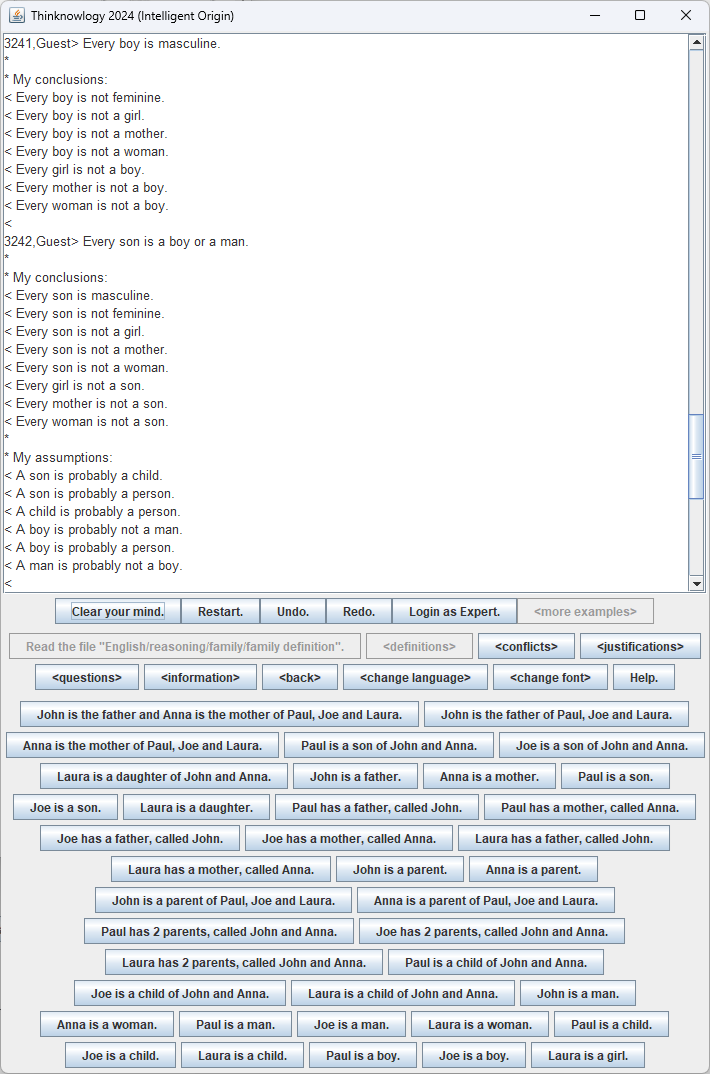 Thinknowlogy 2024 (Intelligent Origin)
3241,Guest> Every boy is masculine.
*
* My conclusions:
< Every boy is not feminine.
< Every boy is not a girl.
< Every boy is not a mother.
< Every boy is not a woman.
< Every girl is not a boy.
< Every mother is not a boy.
< Every woman is not a boy.
<
3242,Guest> Every son is a boy or a man.
*
* My conclusions:
< Every son is masculine.
< Every son is not feminine.
< Every son is not a girl.
< Every son is not a mother.
< Every son is not a woman.
< Every girl is not a son.
< Every mother is not a son.
< Every woman is not a son.
*
* My assumptions:
< A son is probably a child.
< A son is probably a person.
< A child is probably a person.
< A boy is probably not a man.
< A boy is probably a person.
< A man is probably not a boy.
<
Clear your mind. Restart. Undo. Redo. Login as Expert. <more examples>
Read the file "English/reasoning/family/family definition". <definitions> <conflicts> <justifications>
<questions> <information> <back> <change language> <change font> Help.
John is the father and Anna is the mother of Paul, Joe and Laura. John is the father of Paul, Joe and Laura.
Anna is the mother of Paul, Joe and Laura. Paul is a son of John and Anna. Joe is a son of John and Anna.
Laura is a daughter of John and Anna. John is a father. Anna is a mother. Paul is a son.
Joe is a son. Laura is a daughter. Paul has a father, called John. Paul has a mother, called Anna.
Joe has a father, called John. Joe has a mother, called Anna. Laura has a father, called John.
Laura has a mother, called Anna. John is a parent. Anna is a parent.
John is a parent of Paul, Joe and Laura. Anna is a parent of Paul, Joe and Laura.
Paul has 2 parents, called John and Anna. Joe has 2 parents, called John and Anna.
Laura has 2 parents, called John and Anna. Paul is a child of John and Anna.
Joe is a child of John and Anna. Laura is a child of John and Anna. John is a man.
Anna is a woman. Paul is a man. Joe is a man. Laura is a woman. Paul is a child.
Joe is a child. Laura is a child. Paul is a boy. Joe is a boy. Laura is a girl.